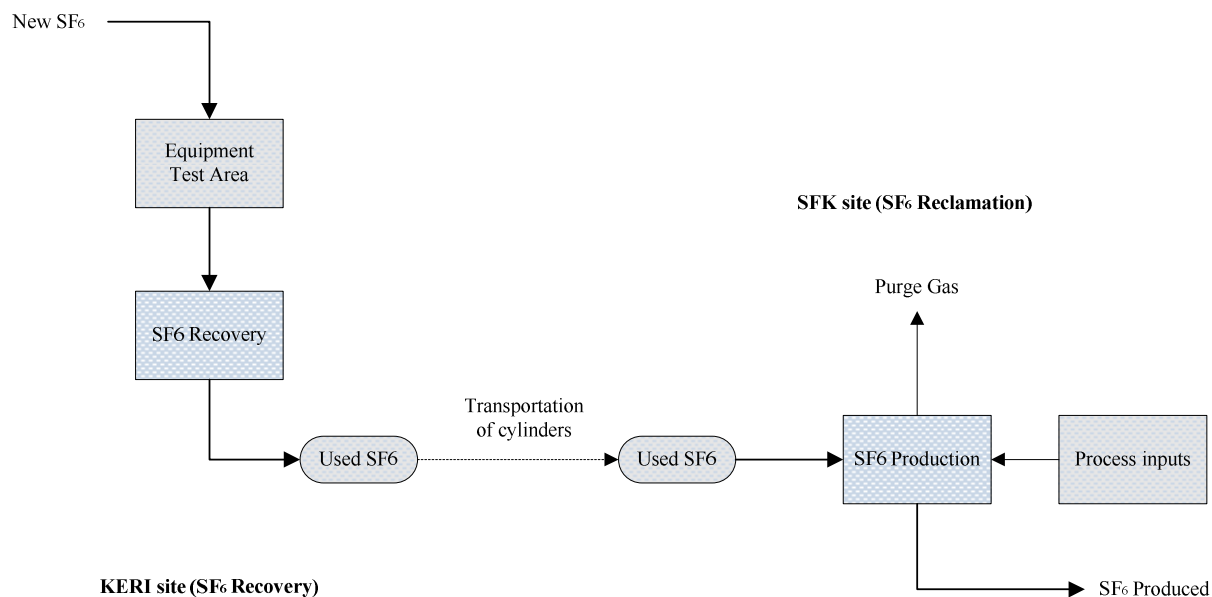 New SF₆
Equipment
Test Area
SFK site (SF₆ Reclamation)
Purge Gas
SF6 Recovery
Transportation
of cylinders
Used SF6
Used SF6
SF6 Production
Process inputs
KERI site (SF₆ Recovery)
SF₆ Produced